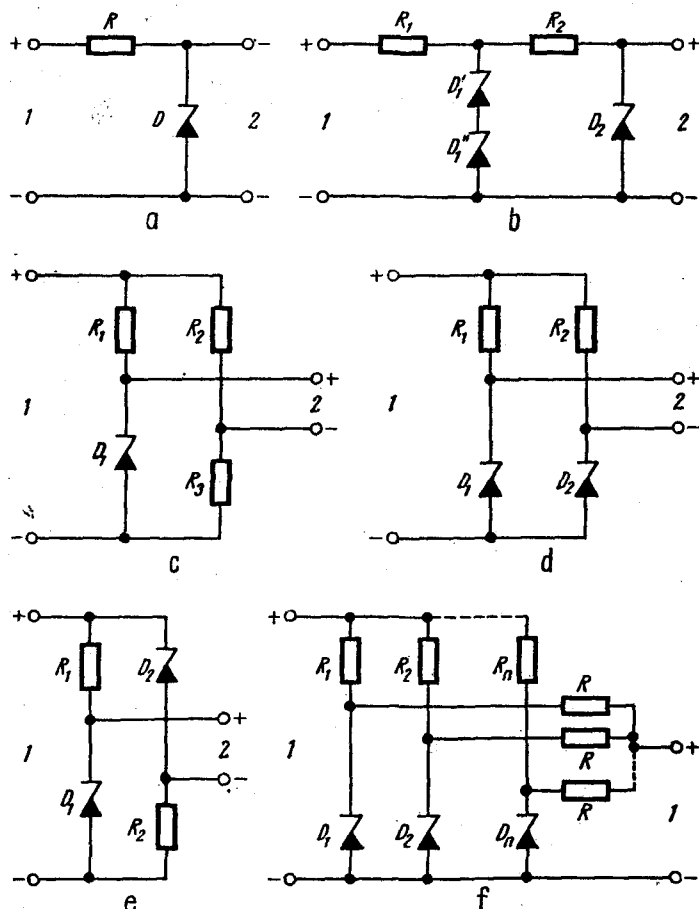 R
+ −
D
1 2
− −
a
R₁ R₂
+ +
D₁′
D₁″ D₂
1 2
− −
b
+
R₁ R₂
+
1 2
−
D₁ R₃
−
c
+
R₁ R₂
+
1 2
−
D₁ D₂
−
d
+
R₁ D₂
+
1 2
−
D₁ R₂
−
e
+
R₁ R₂ Rₙ
R
+
R
1 R
1
D₁ D₂ Dₙ
− −
f